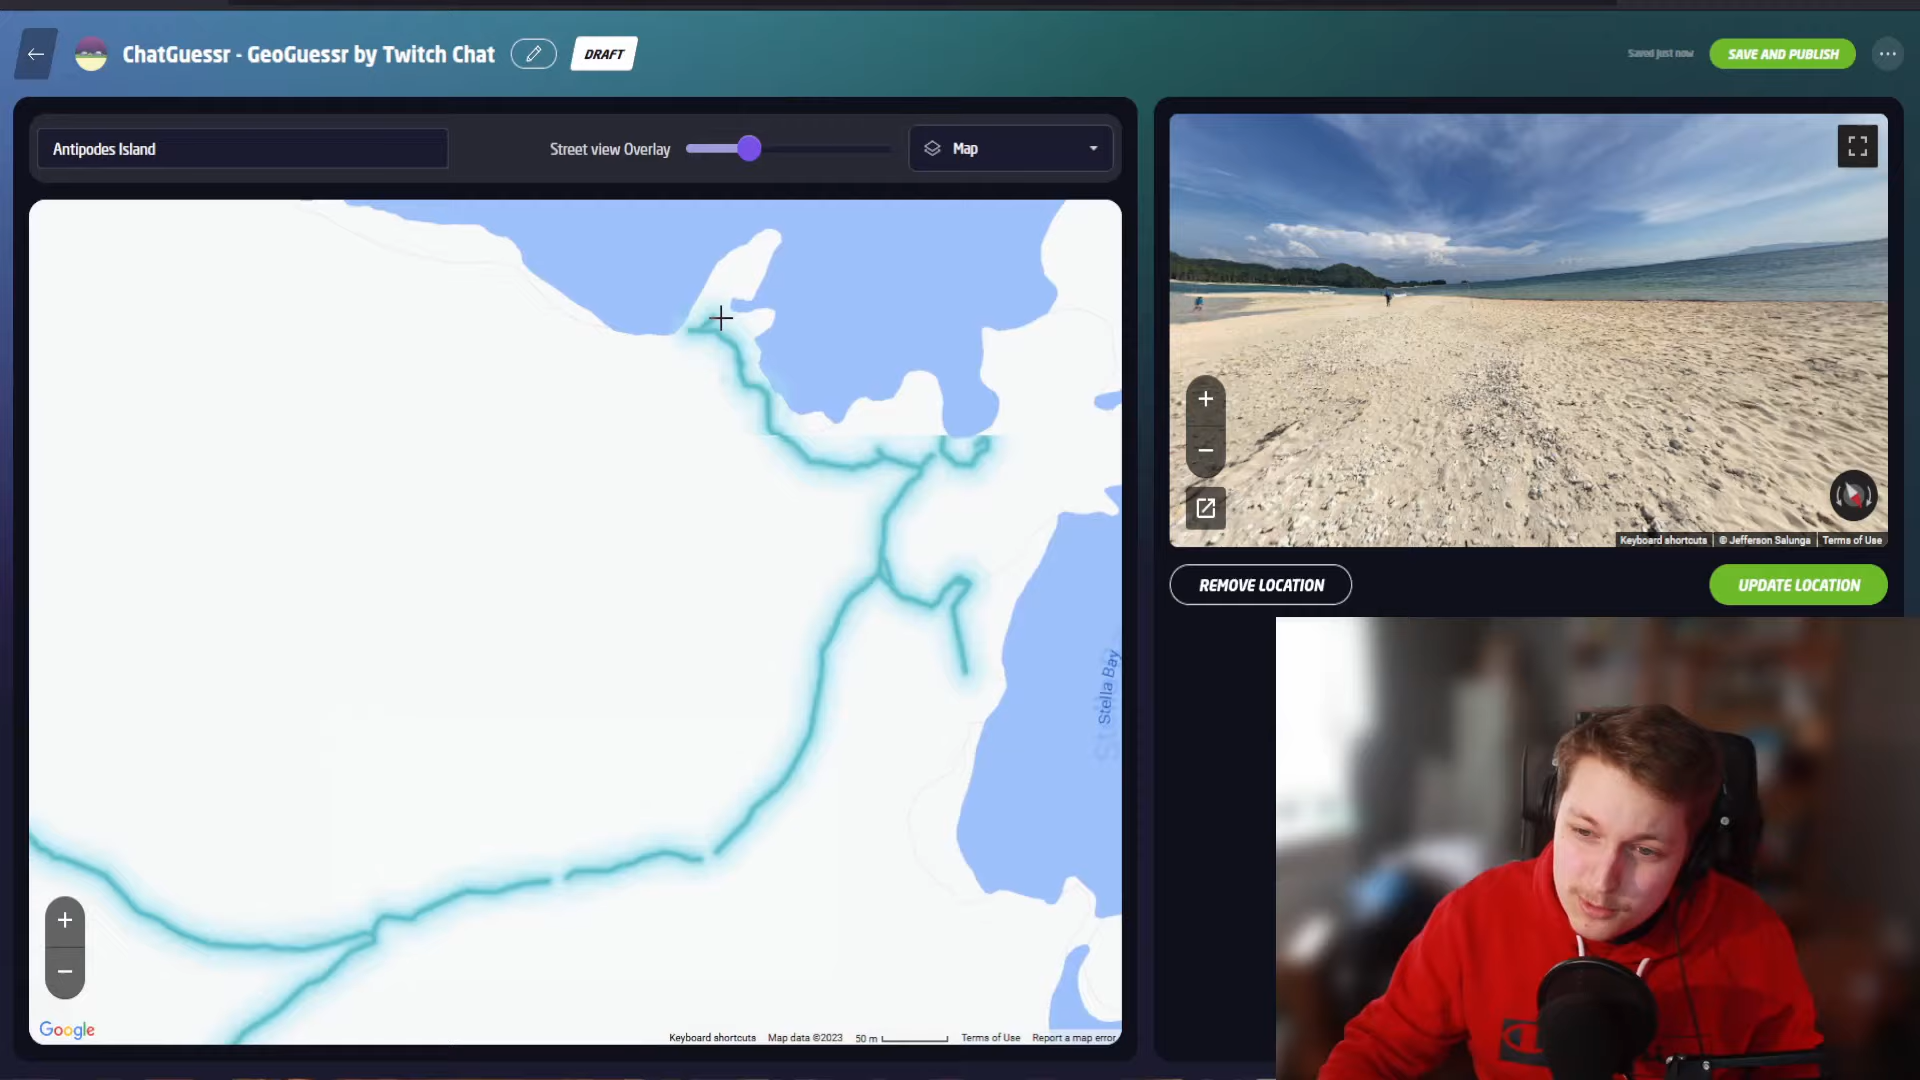 ChatGuessr - GeoGuessr by Twitch Chat
DRAFT
Saved just now
SAVE AND PUBLISH
Antipodes Island
Street view Overlay
Map
Keyboard shortcuts
© Jefferson Salunga
Terms of Use
REMOVE LOCATION
UPDATE LOCATION
Stella Bay
Google
Keyboard shortcuts
Map data ©2023
50 m
Terms of Use
Report a map error